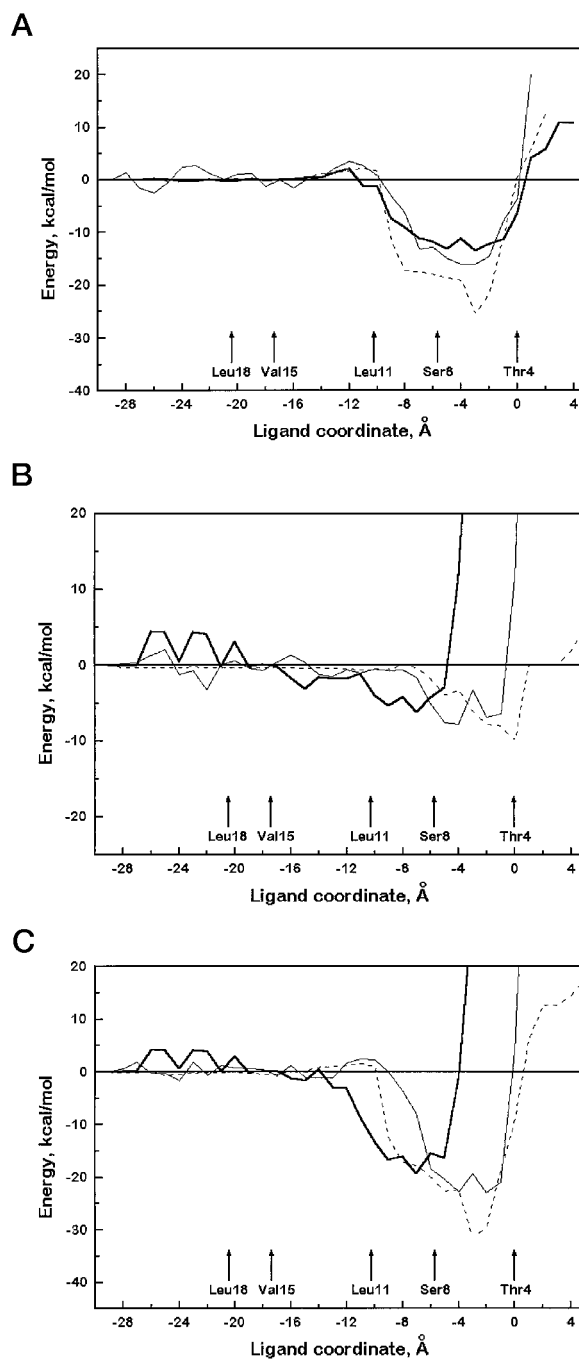 A
20
10
0
-10
-20
-30
-40
Energy, kcal/mol
Leu18 Val15 Leu11 Ser8 Thr4
-28 -24 -20 -16 -12 -8 -4 0 4
Ligand coordinate, Å
B
20
10
0
-10
-20
Energy, kcal/mol
Leu18 Val15 Leu11 Ser8 Thr4
-28 -24 -20 -16 -12 -8 -4 0 4
Ligand coordinate, Å
C
20
10
0
-10
-20
-30
-40
Energy, kcal/mol
Leu18 Val15 Leu11 Ser8 Thr4
-28 -24 -20 -16 -12 -8 -4 0 4
Ligand coordinate, Å